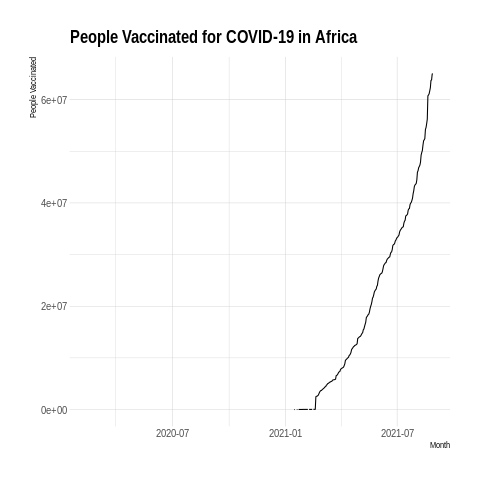 People Vaccinated for COVID-19 in Africa
People Vaccinated
6e+07
4e+07
2e+07
0e+00
2020-07
2021-01
2021-07
Month